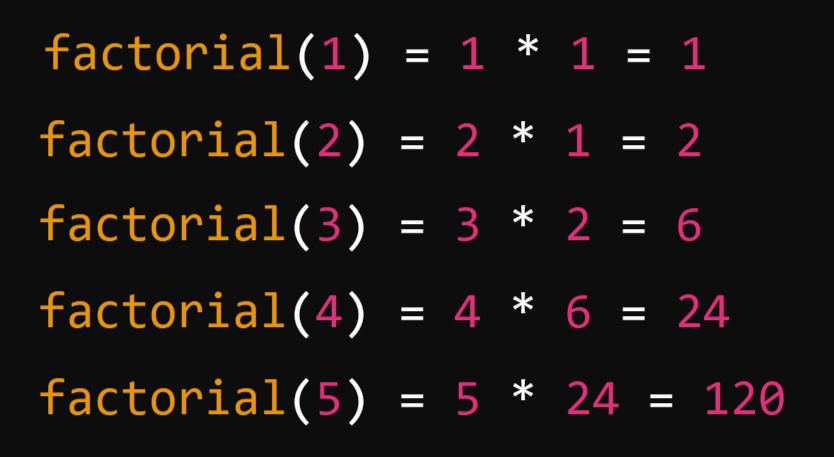 factorial(1) = 1 * 1 = 1
factorial(2) = 2 * 1 = 2
factorial(3) = 3 * 2 = 6
factorial(4) = 4 * 6 = 24
factorial(5) = 5 * 24 = 120